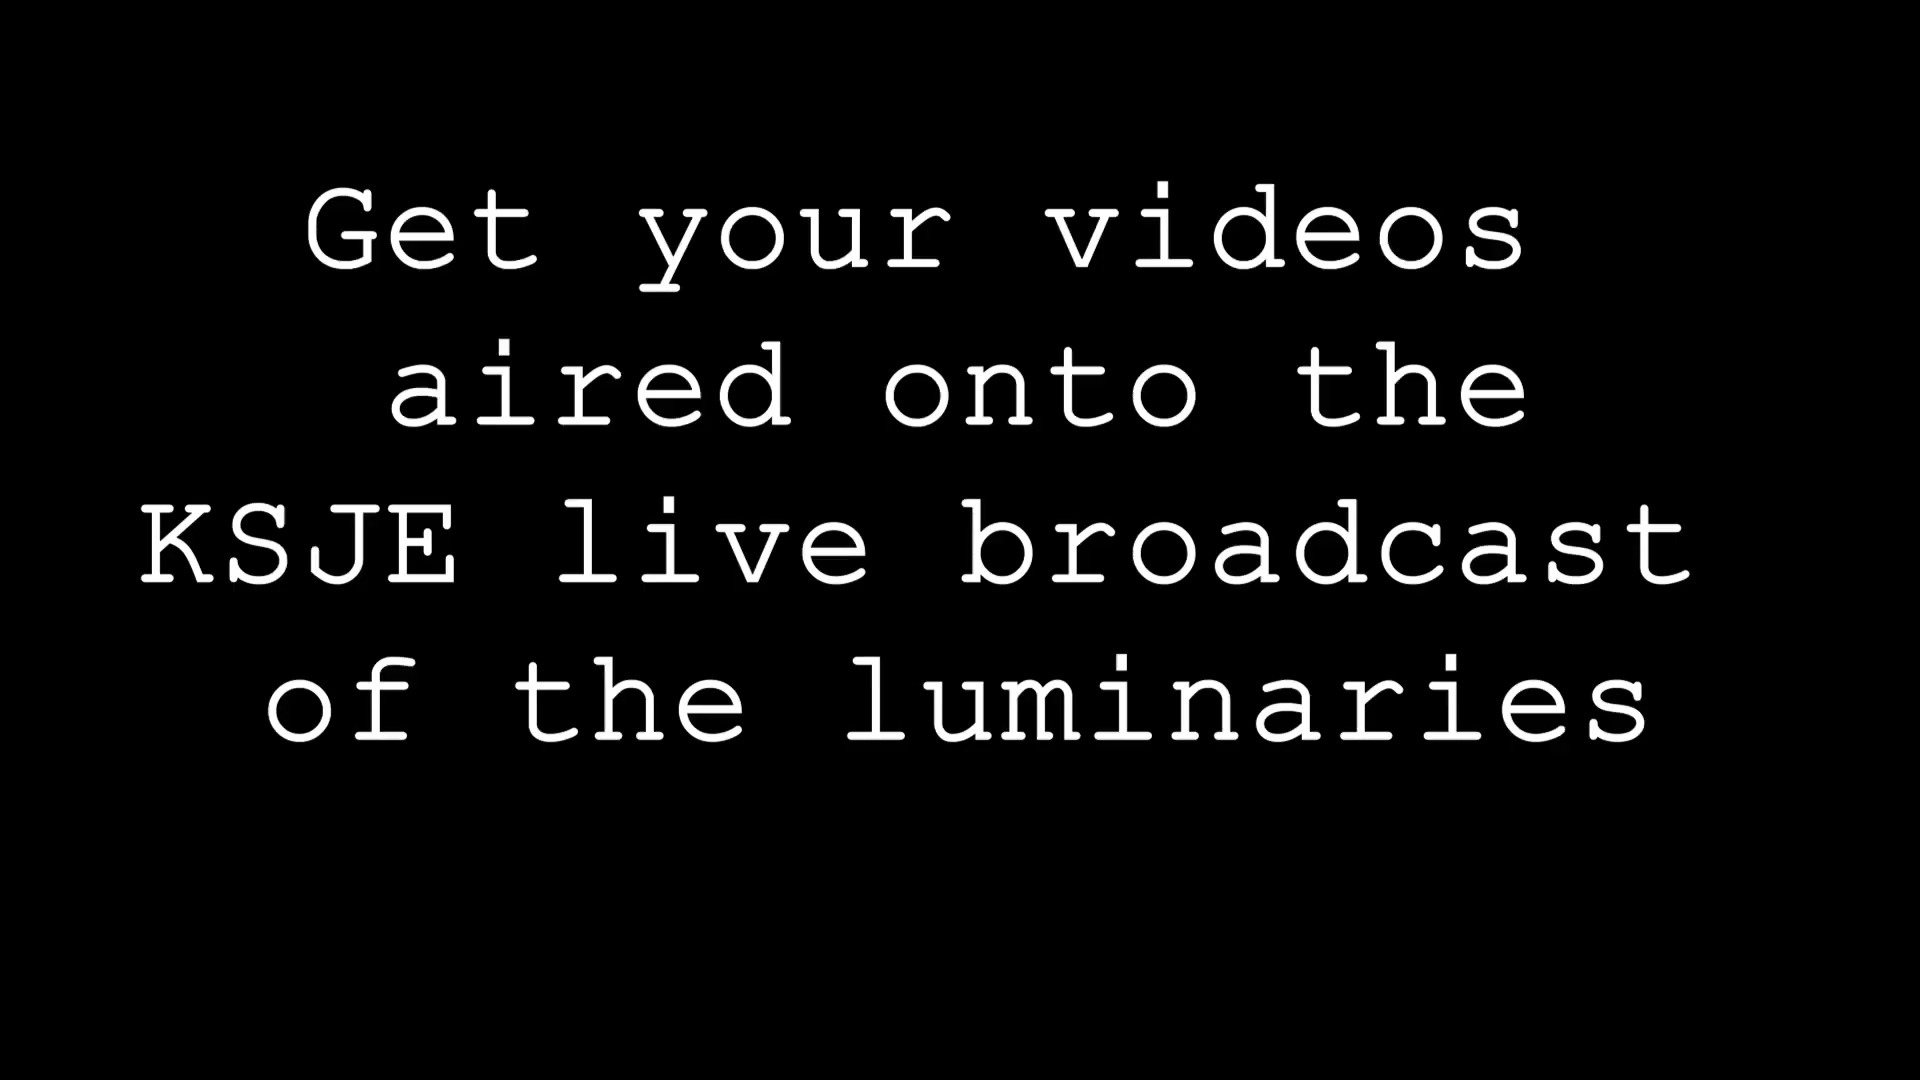 Get your videos
aired onto the
KSJE live broadcast
of the luminaries